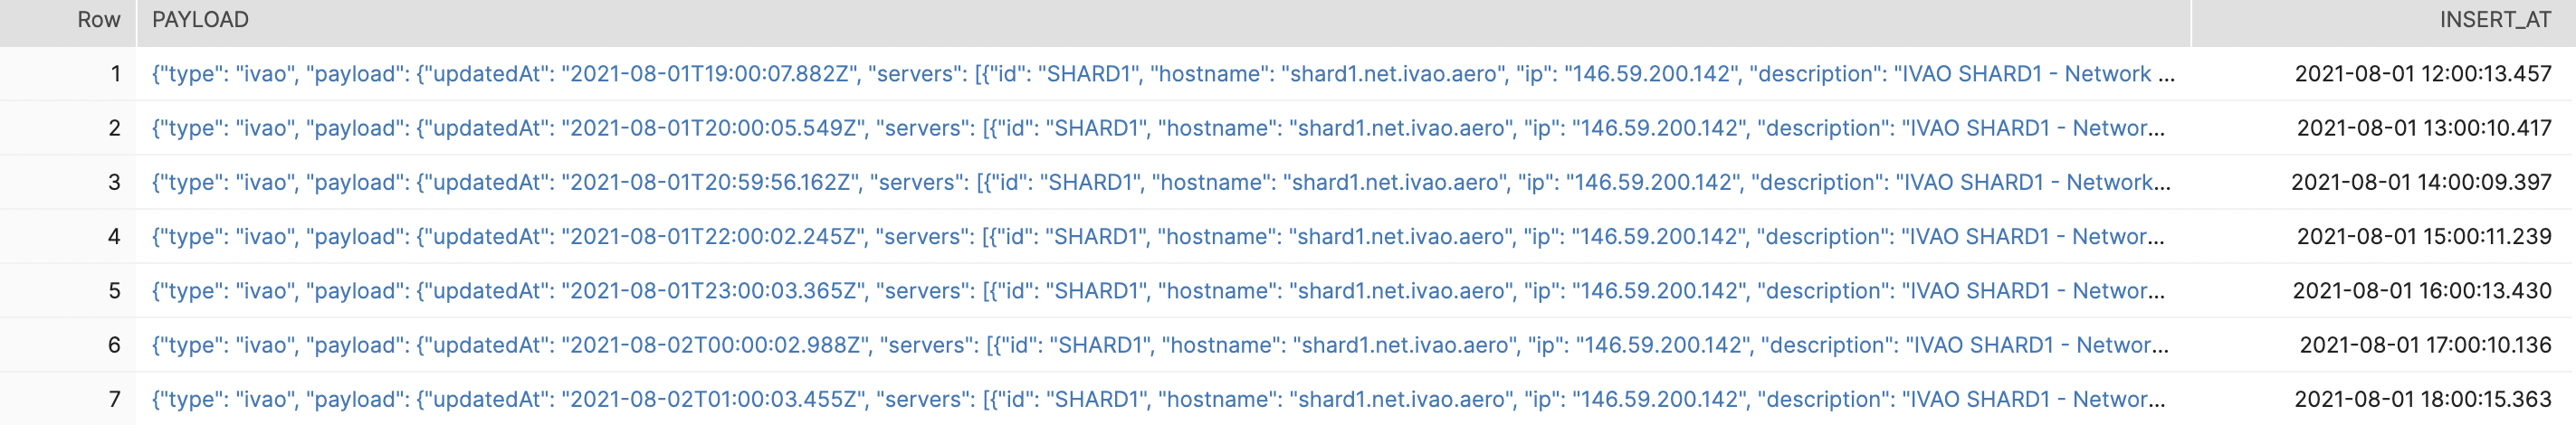 Row PAYLOAD INSERT_AT
1 {"type": "ivao", "payload": {"updatedAt": "2021-08-01T19:00:07.882Z", "servers": [{"id": "SHARD1", "hostname": "shard1.net.ivao.aero", "ip": "146.59.200.142", "description": "IVAO SHARD1 - Network ... 2021-08-01 12:00:13.457
2 {"type": "ivao", "payload": {"updatedAt": "2021-08-01T20:00:05.549Z", "servers": [{"id": "SHARD1", "hostname": "shard1.net.ivao.aero", "ip": "146.59.200.142", "description": "IVAO SHARD1 - Networ... 2021-08-01 13:00:10.417
3 {"type": "ivao", "payload": {"updatedAt": "2021-08-01T20:59:56.162Z", "servers": [{"id": "SHARD1", "hostname": "shard1.net.ivao.aero", "ip": "146.59.200.142", "description": "IVAO SHARD1 - Network... 2021-08-01 14:00:09.397
4 {"type": "ivao", "payload": {"updatedAt": "2021-08-01T22:00:02.245Z", "servers": [{"id": "SHARD1", "hostname": "shard1.net.ivao.aero", "ip": "146.59.200.142", "description": "IVAO SHARD1 - Networ... 2021-08-01 15:00:11.239
5 {"type": "ivao", "payload": {"updatedAt": "2021-08-01T23:00:03.365Z", "servers": [{"id": "SHARD1", "hostname": "shard1.net.ivao.aero", "ip": "146.59.200.142", "description": "IVAO SHARD1 - Networ... 2021-08-01 16:00:13.430
6 {"type": "ivao", "payload": {"updatedAt": "2021-08-02T00:00:02.988Z", "servers": [{"id": "SHARD1", "hostname": "shard1.net.ivao.aero", "ip": "146.59.200.142", "description": "IVAO SHARD1 - Networ... 2021-08-01 17:00:10.136
7 {"type": "ivao", "payload": {"updatedAt": "2021-08-02T01:00:03.455Z", "servers": [{"id": "SHARD1", "hostname": "shard1.net.ivao.aero", "ip": "146.59.200.142", "description": "IVAO SHARD1 - Networ... 2021-08-01 18:00:15.363